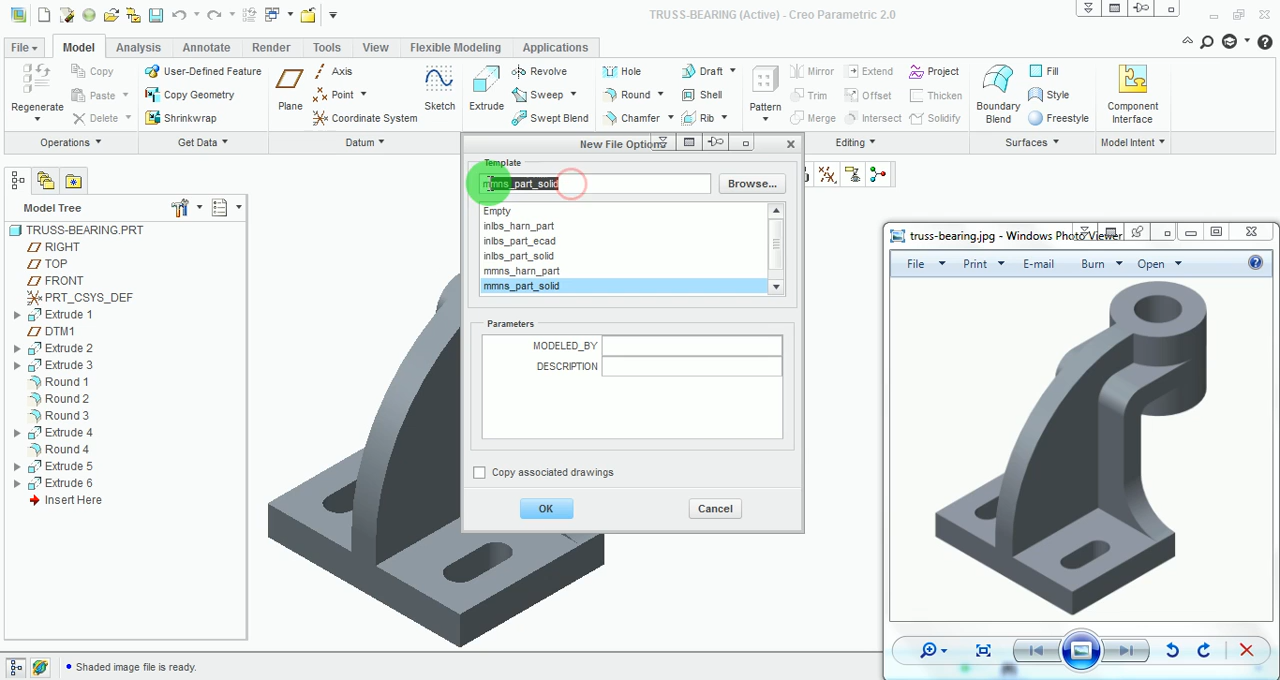 TRUSS-BEARING (Active) - Creo Parametric 2.0
File Model Analysis Annotate Render Tools View Flexible Modeling Applications
Regenerate
Copy
Paste
Delete
User-Defined Feature
Copy Geometry
Shrinkwrap
Plane
Axis
Point
Coordinate System
Sketch
Extrude
Revolve
Sweep
Swept Blend
Hole
Round
Chamfer
Draft
Shell
Rib
Pattern
Mirror
Trim
Merge
Extend
Offset
Intersect
Project
Thicken
Solidify
Boundary
Blend
Fill
Style
Freestyle
Component
Interface
Operations Get Data Datum Editing Surfaces Model Intent
Model Tree
TRUSS-BEARING.PRT
RIGHT
TOP
FRONT
PRT_CSYS_DEF
Extrude 1
DTM1
Extrude 2
Extrude 3
Round 1
Round 2
Round 3
Extrude 4
Round 4
Extrude 5
Extrude 6
Insert Here
New File Options
Template
mmns_part_solid
Browse...
Empty
inlbs_harn_part
inlbs_part_ecad
inlbs_part_solid
mmns_harn_part
mmns_part_solid
Parameters
MODELED_BY
DESCRIPTION
Copy associated drawings
OK Cancel
truss-bearing.jpg - Windows Photo Viewer
File Print E-mail Burn Open
Shaded image file is ready.